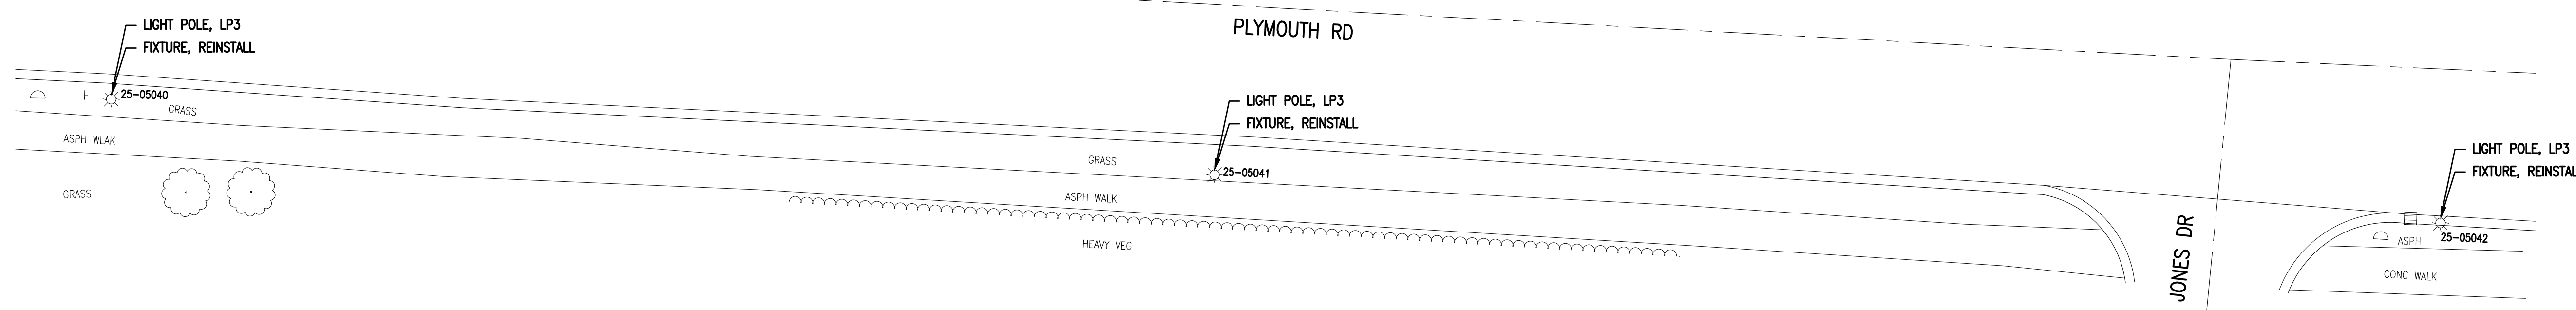 LIGHT POLE, LP3
FIXTURE, REINSTALL
25-05040
GRASS
ASPH WLAK
GRASS
PLYMOUTH RD
LIGHT POLE, LP3
FIXTURE, REINSTALL
GRASS
25-05041
ASPH WALK
HEAVY VEG
JONES DR
LIGHT POLE, LP3
FIXTURE, REINSTAL
25-05042
ASPH
CONC WALK